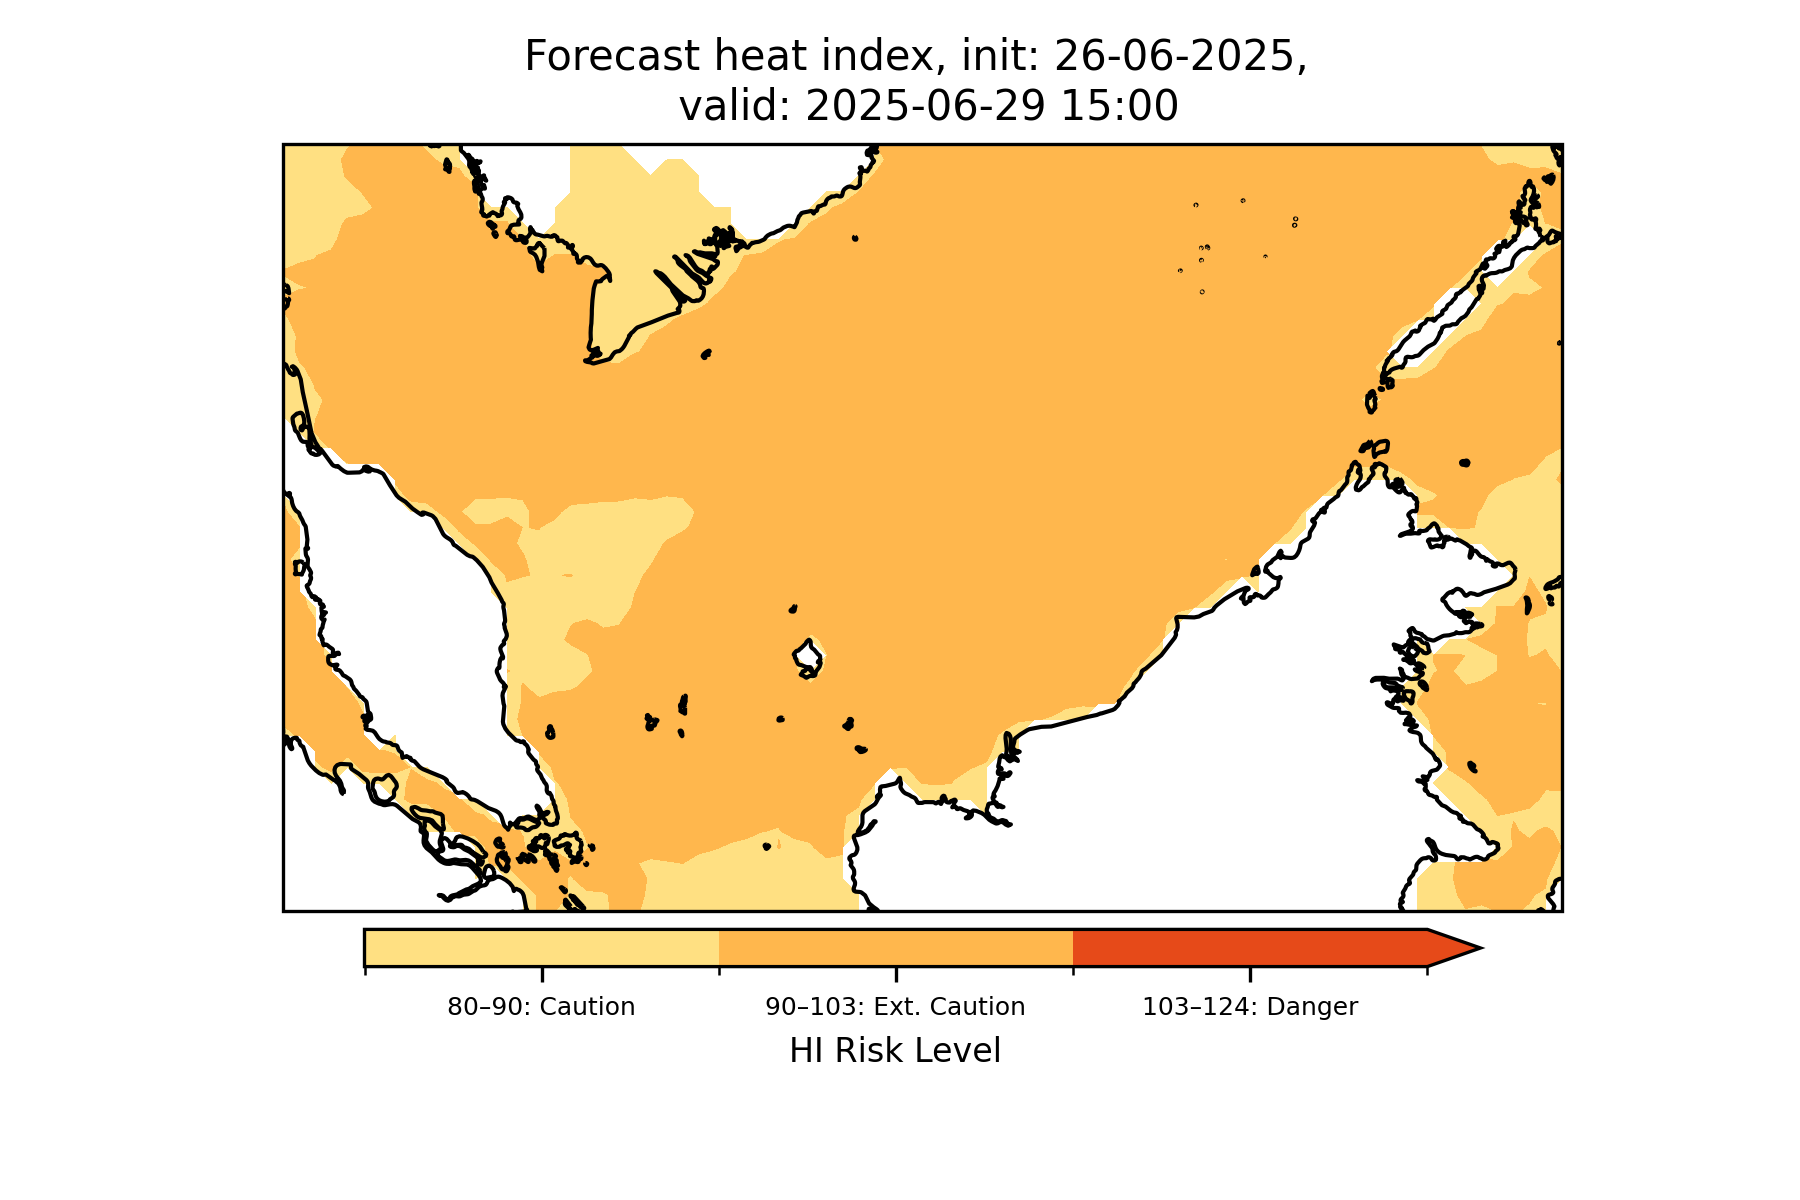 Forecast heat index, init: 26-06-2025,
valid: 2025-06-29 15:00
80–90: Caution
90–103: Ext. Caution
103–124: Danger
HI Risk Level